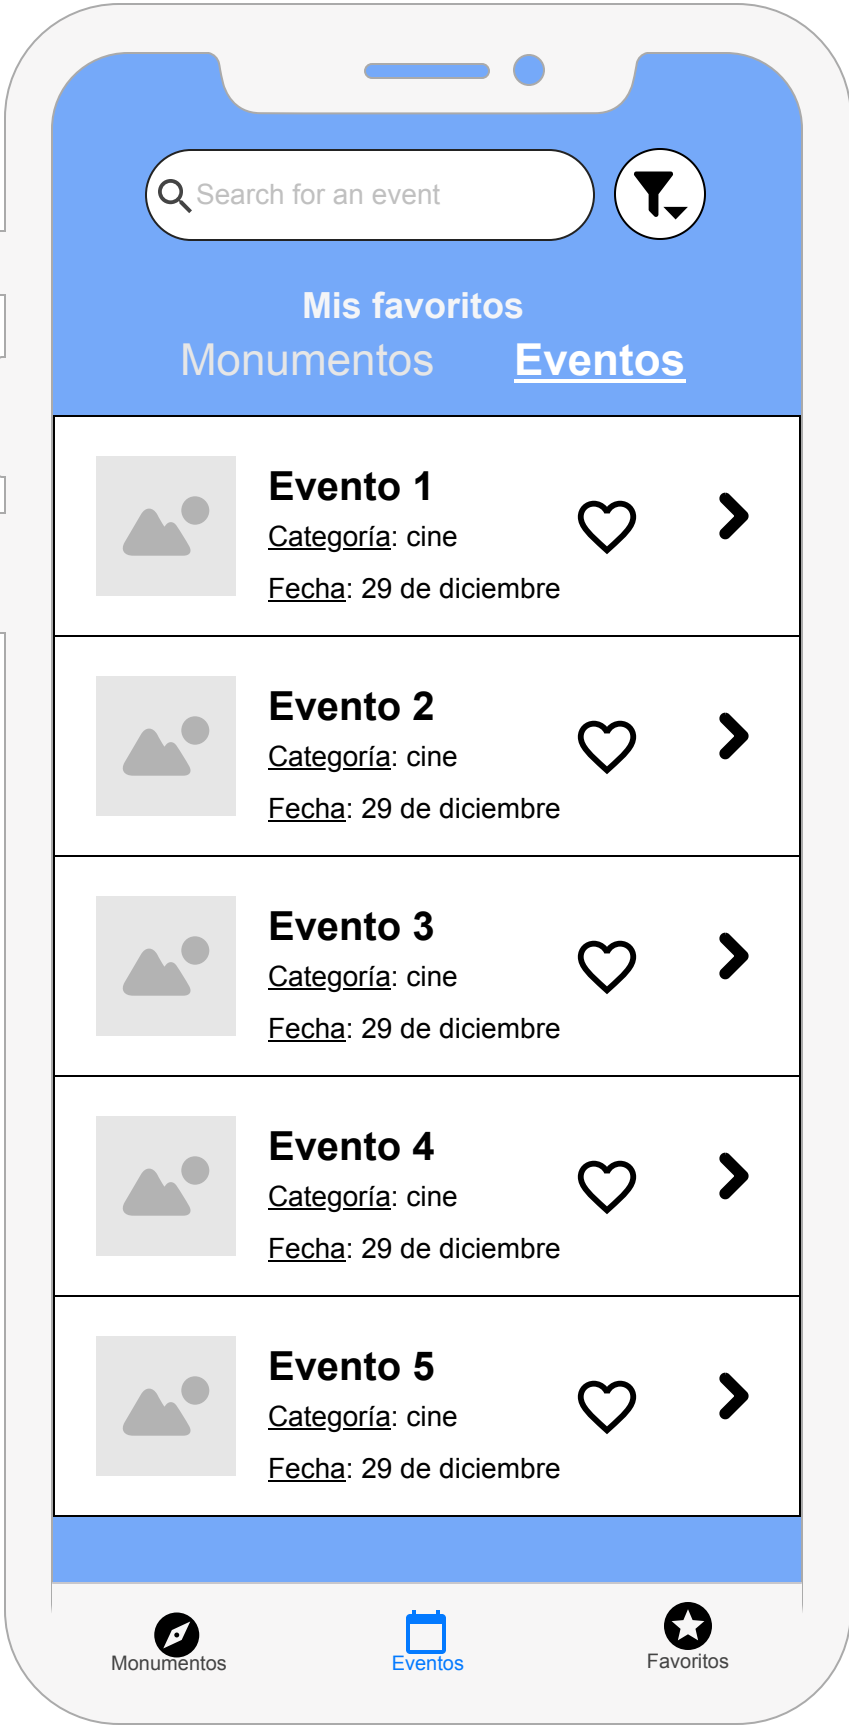 Search for an event
Mis favoritos
Monumentos Eventos
Evento 1
Categoría: cine
Fecha: 29 de diciembre
Evento 2
Categoría: cine
Fecha: 29 de diciembre
Evento 3
Categoría: cine
Fecha: 29 de diciembre
Evento 4
Categoría: cine
Fecha: 29 de diciembre
Evento 5
Categoría: cine
Fecha: 29 de diciembre
Monumentos Eventos Favoritos